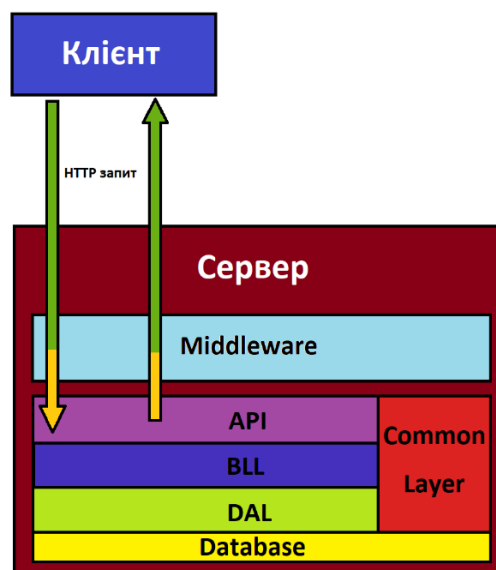 Клієнт
HTTP запит
Сервер
Middleware
API
Common
Layer
BLL
DAL
Database